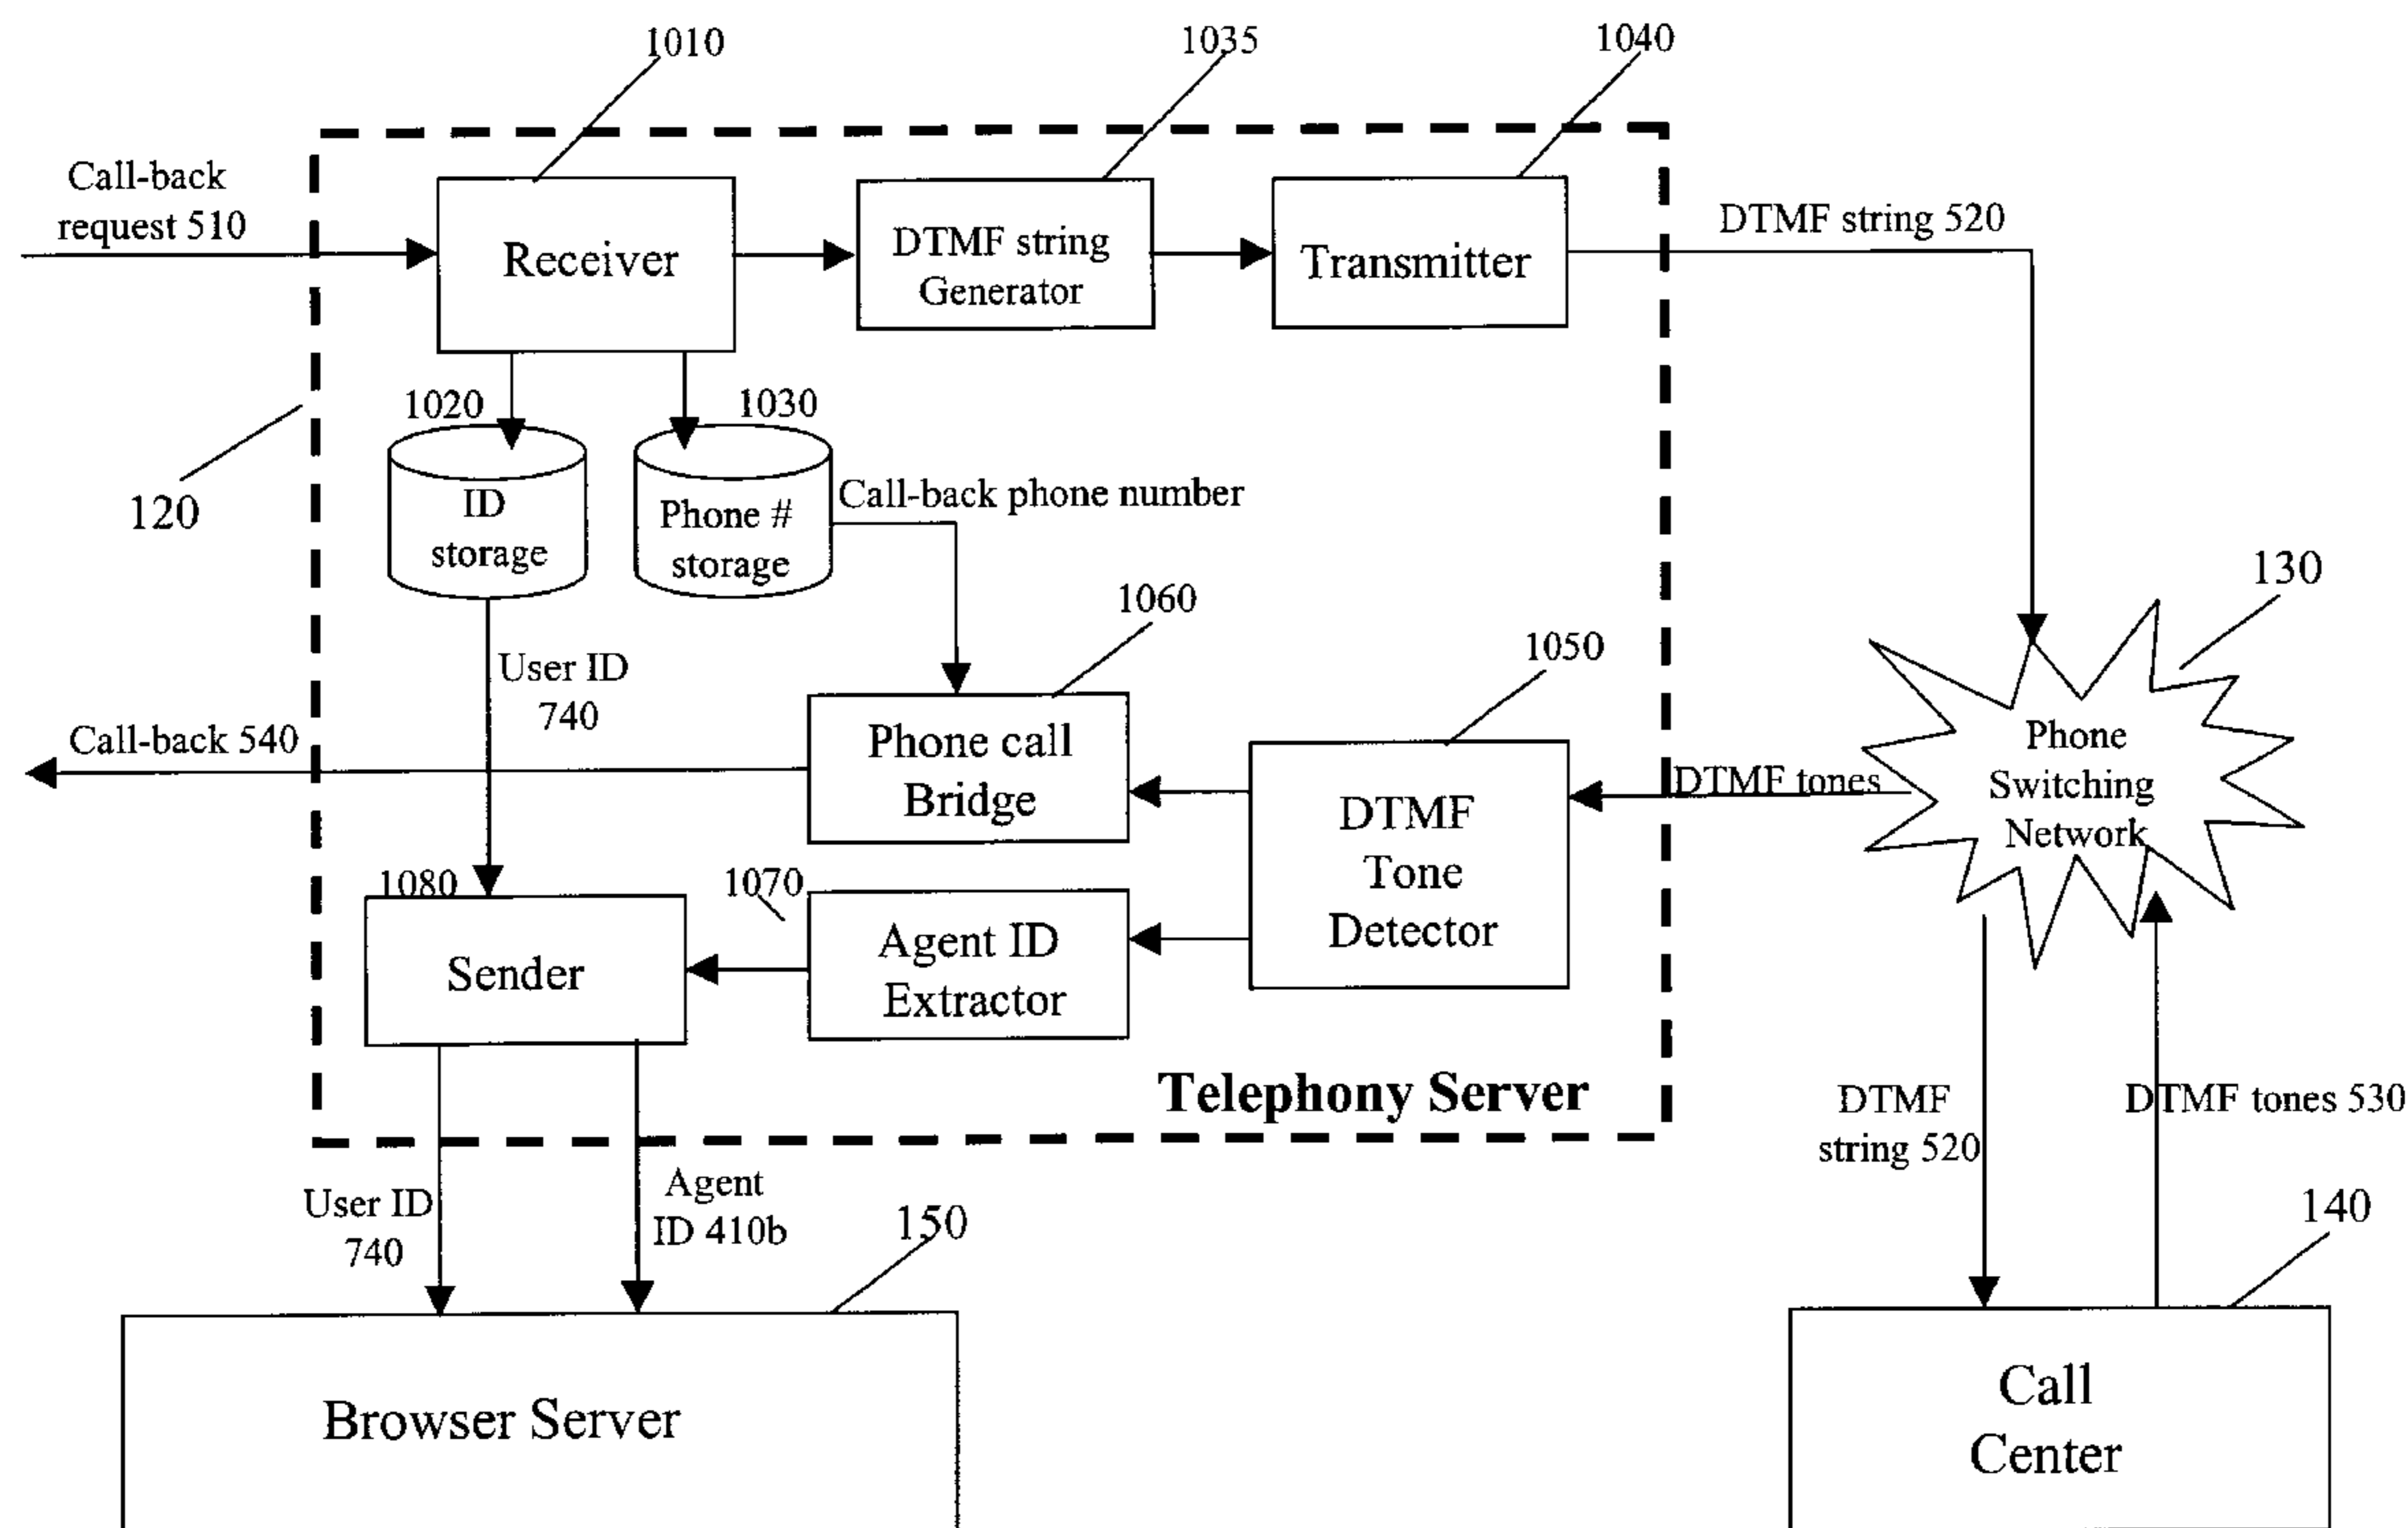 1010
1035
1040
Call-back
request 510
Receiver
DTMF string
Generator
Transmitter
DTMF string 520
1020
1030
120
ID
storage
Phone #
storage
Call-back phone number
130
1060
1050
User ID
740
Call-back 540
Phone call
Bridge
DTMF
Tone
Detector
DTMF tones
Phone
Switching
Network
1080
1070
Sender
Agent ID
Extractor
Telephony Server
DTMF
string 520
DTMF tones 530
User ID
740
Agent
ID 410b
150
140
Browser Server
Call
Center